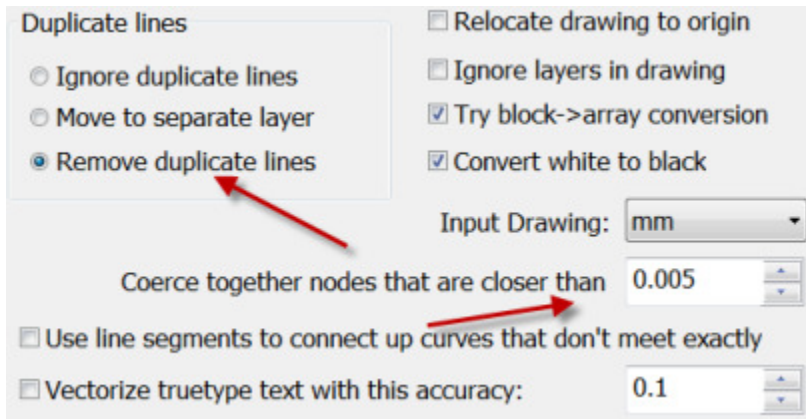 Duplicate lines
Ignore duplicate lines
Move to separate layer
Remove duplicate lines
Relocate drawing to origin
Ignore layers in drawing
Try block->array conversion
Convert white to black
Input Drawing: mm
Coerce together nodes that are closer than 0.005
Use line segments to connect up curves that don't meet exactly
Vectorize truetype text with this accuracy: 0.1